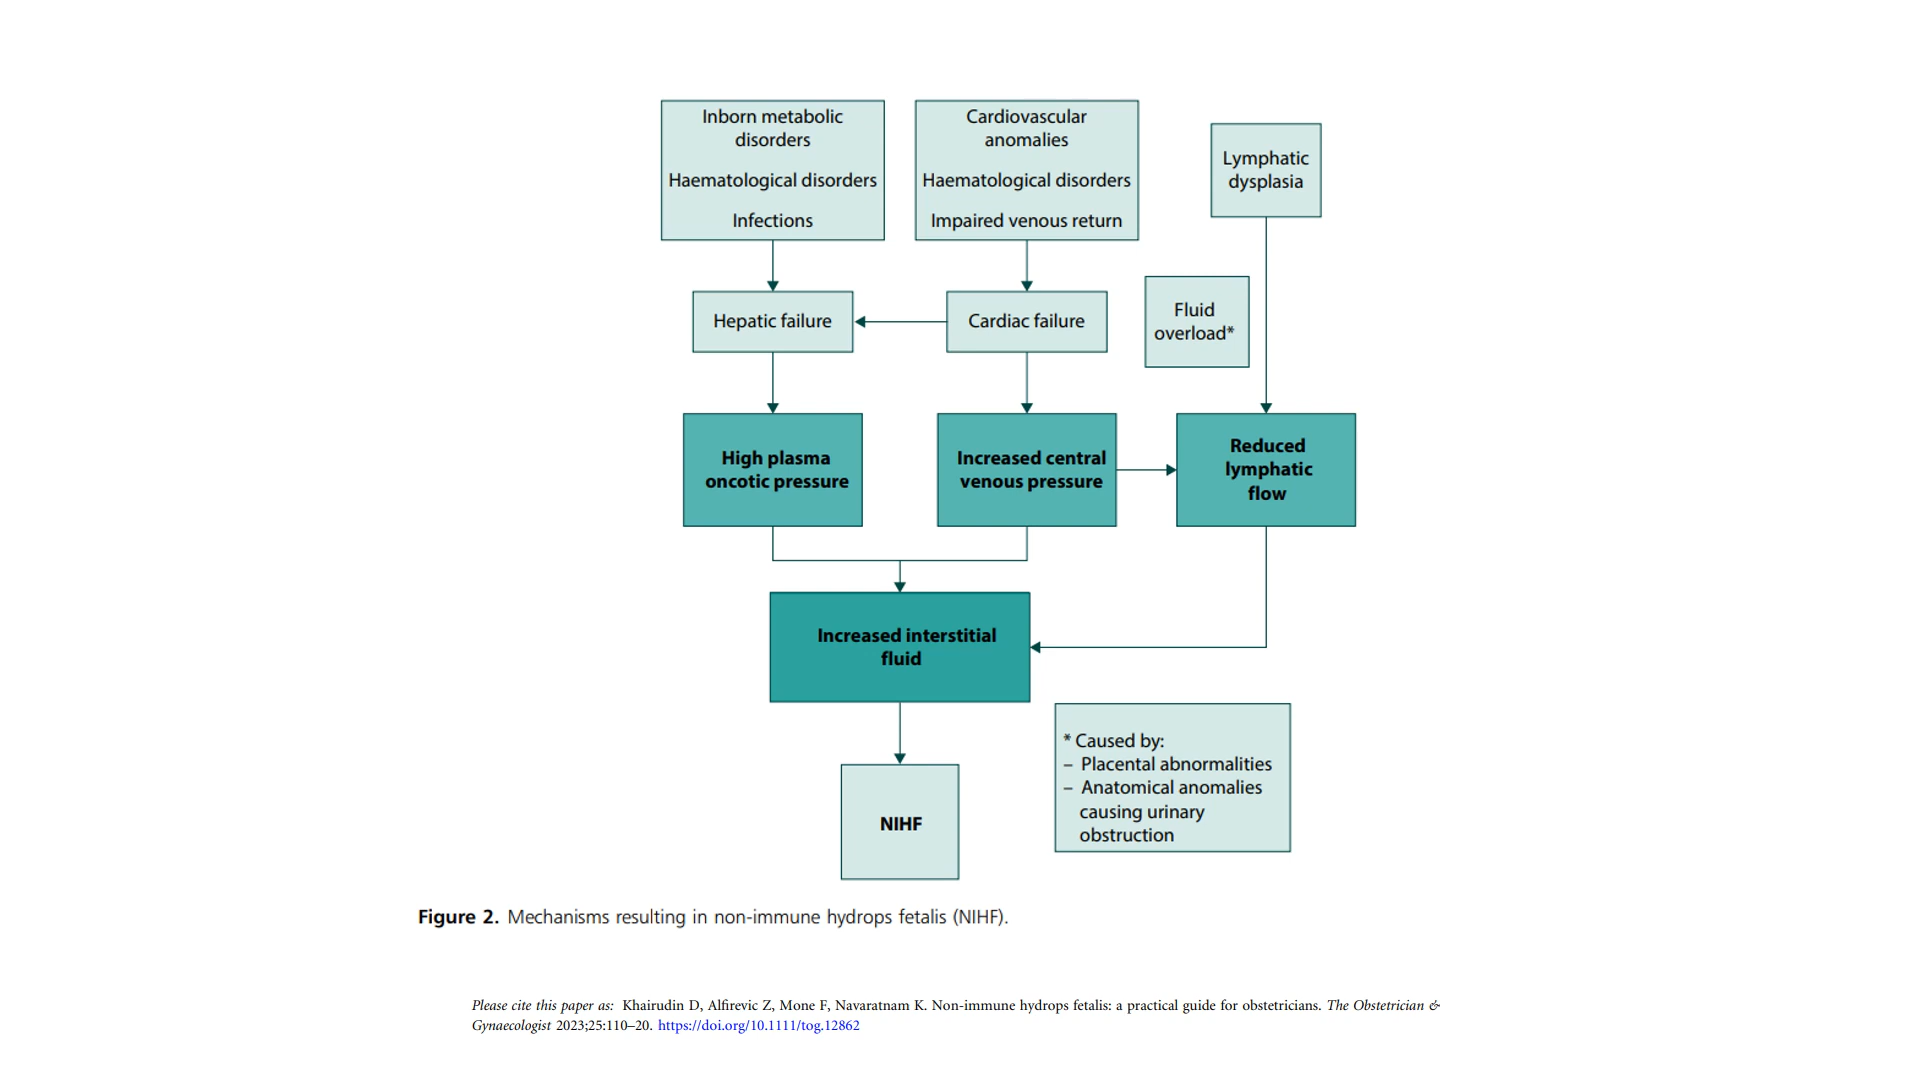 Inborn metabolic
disorders
Haematological disorders
Infections
Cardiovascular
anomalies
Haematological disorders
Impaired venous return
Lymphatic
dysplasia
Hepatic failure
Cardiac failure
Fluid
overload*
High plasma
oncotic pressure
Increased central
venous pressure
Reduced
lymphatic
flow
Increased interstitial
fluid
* Caused by:
– Placental abnormalities
– Anatomical anomalies
causing urinary
obstruction
NIHF
Figure 2. Mechanisms resulting in non-immune hydrops fetalis (NIHF).
Please cite this paper as: Khairudin D, Alfirevic Z, Mone F, Navaratnam K. Non-immune hydrops fetalis: a practical guide for obstetricians. The Obstetrician &
Gynaecologist 2023;25:110–20. https://doi.org/10.1111/tog.12862